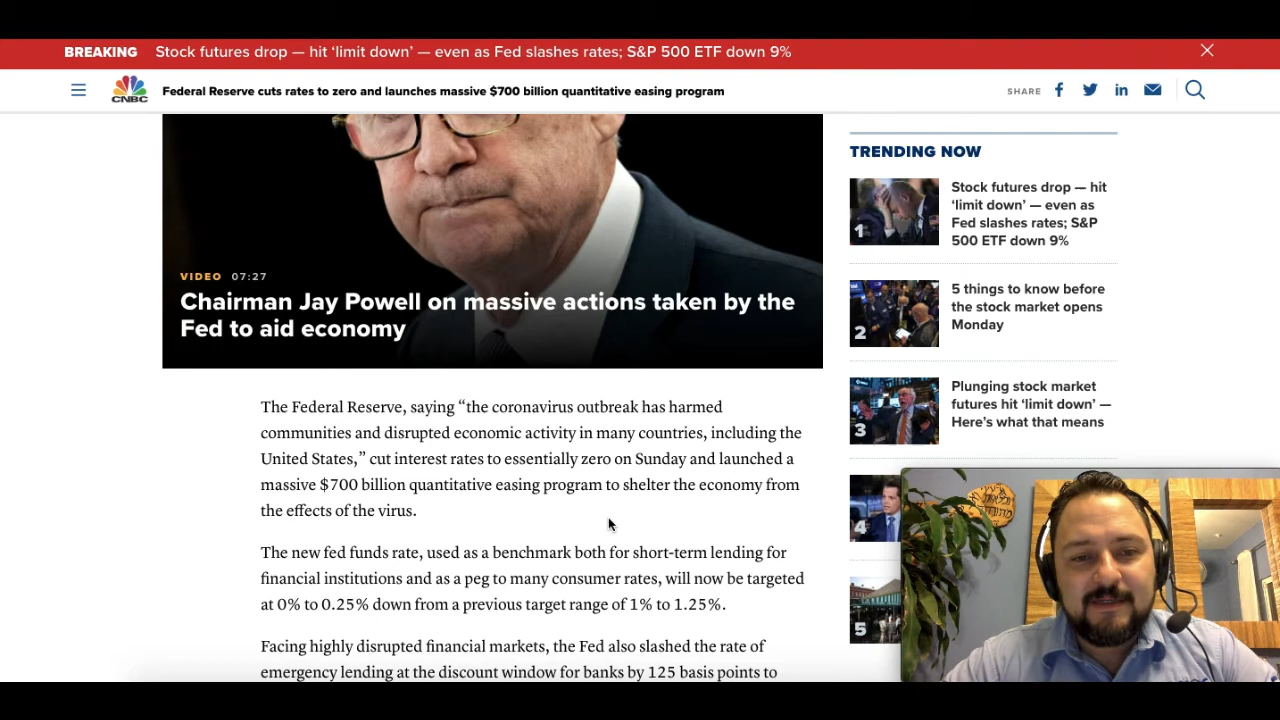 BREAKING Stock futures drop — hit ‘limit down’ — even as Fed slashes rates; S&P 500 ETF down 9%
CNBC Federal Reserve cuts rates to zero and launches massive $700 billion quantitative easing program SHARE
VIDEO 07:27
Chairman Jay Powell on massive actions taken by the
Fed to aid economy
The Federal Reserve, saying “the coronavirus outbreak has harmed
communities and disrupted economic activity in many countries, including the
United States,” cut interest rates to essentially zero on Sunday and launched a
massive $700 billion quantitative easing program to shelter the economy from
the effects of the virus.
The new fed funds rate, used as a benchmark both for short-term lending for
financial institutions and as a peg to many consumer rates, will now be targeted
at 0% to 0.25% down from a previous target range of 1% to 1.25%.
Facing highly disrupted financial markets, the Fed also slashed the rate of
emergency lending at the discount window for banks by 125 basis points to
TRENDING NOW
1
Stock futures drop — hit
‘limit down’ — even as
Fed slashes rates; S&P
500 ETF down 9%
2
5 things to know before
the stock market opens
Monday
3
Plunging stock market
futures hit ‘limit down’ —
Here’s what that means
4
5